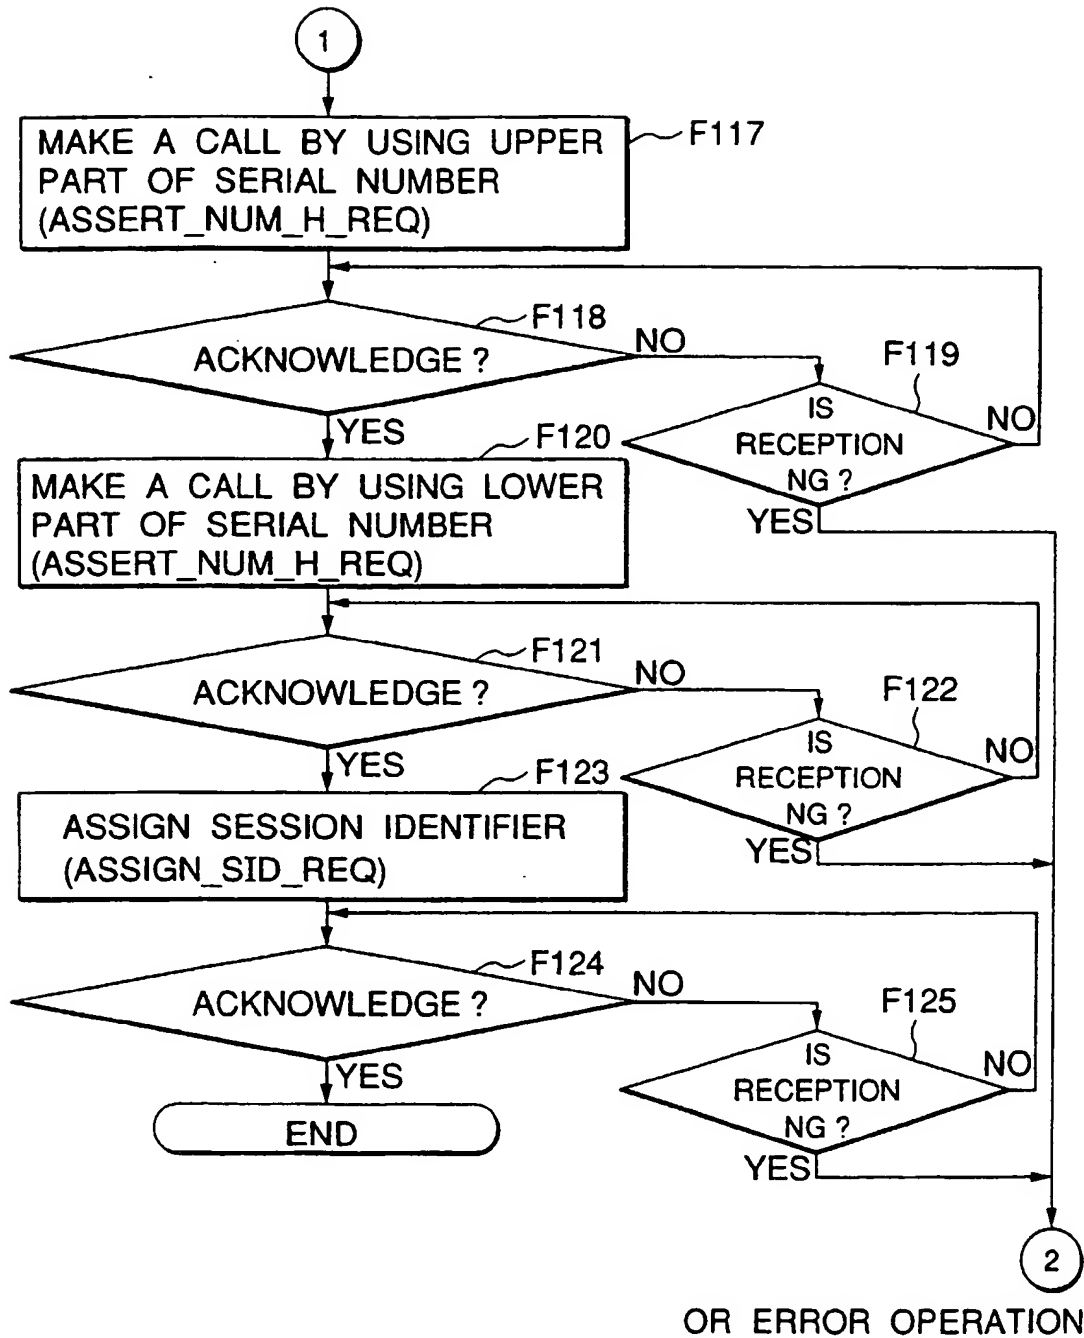 1
MAKE A CALL BY USING UPPER
PART OF SERIAL NUMBER
(ASSERT_NUM_H_REQ)
F117
F118
ACKNOWLEDGE ?
NO
YES
F119
IS
RECEPTION
NG ?
NO
YES
F120
MAKE A CALL BY USING LOWER
PART OF SERIAL NUMBER
(ASSERT_NUM_H_REQ)
F121
ACKNOWLEDGE ?
NO
YES
F122
IS
RECEPTION
NG ?
NO
YES
F123
ASSIGN SESSION IDENTIFIER
(ASSIGN_SID_REQ)
F124
ACKNOWLEDGE ?
NO
YES
F125
IS
RECEPTION
NG ?
NO
YES
END
2
OR ERROR OPERATION